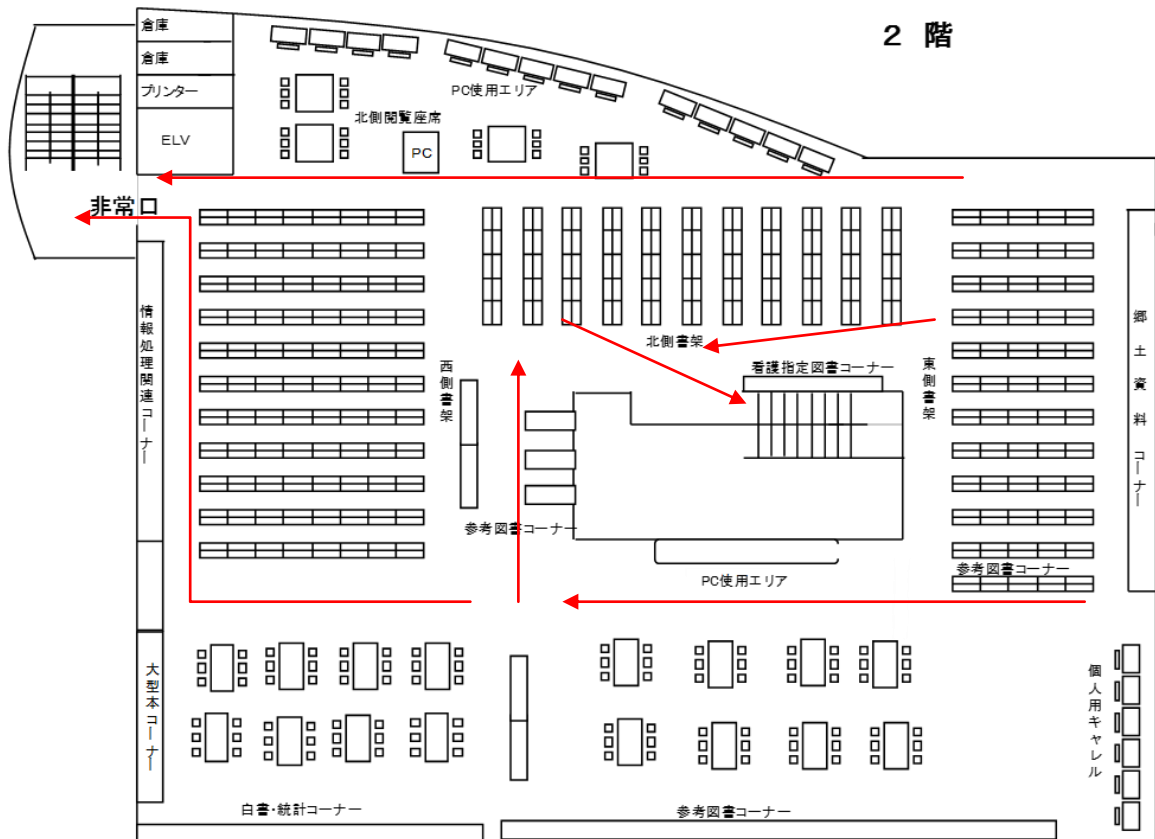 2 階
倉庫
倉庫
プリンター
ELV
PC使用エリア
北側閲覧座席
PC
非常口
情報処理関連コーナー
西側書架
北側書架
看護指定図書コーナー
東側書架
郷土資料コーナー
参考図書コーナー
PC使用エリア
参考図書コーナー
大型本コーナー
個人用キャレル
白書・統計コーナー
参考図書コーナー